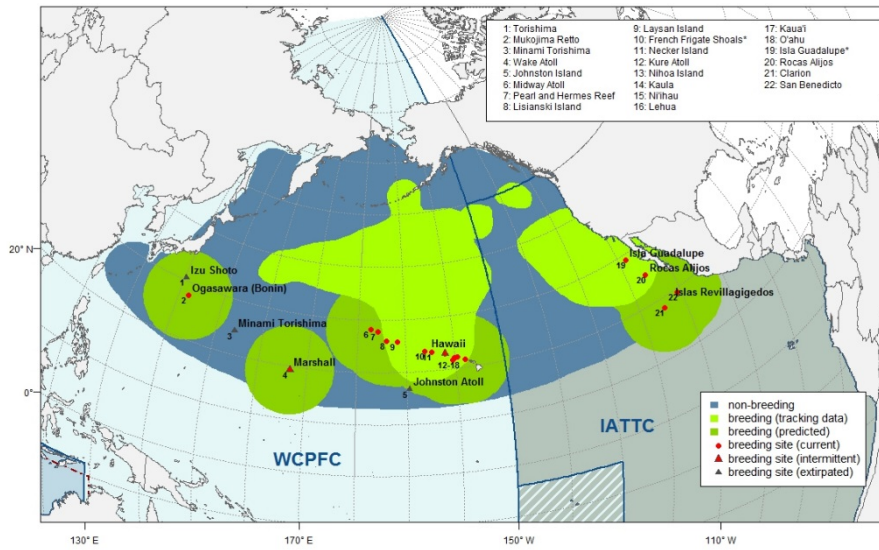 1: Torishima
2: Mukojima Retto
3: Minami Torishima
4: Wake Atoll
5: Johnston Island
6: Midway Atoll
7: Pearl and Hermes Reef
8: Lisianski Island
9: Laysan Island
10: French Frigate Shoals*
11: Necker Island
12: Kure Atoll
13: Nihoa Island
14: Kaula
15: Ni'ihau
16: Lehua
17: Kaua'i
18: O'ahu
19: Isla Guadalupe*
20: Rocas Alijos
21: Clarion
22: San Benedicto
20° N
0° N
Izu Shoto
1
Ogasawara (Bonin)
2
Minami Torishima
3
Marshall
4
6
7
8
9
10
11
Hawaii
12-18
Johnston Atoll
5
Isla Guadalupe
19
Rocas Alijos
20
Islas Revillagigedos
22
21
WCPFC
IATTC
non-breeding
breeding (tracking data)
breeding (predicted)
breeding site (current)
breeding site (intermittent)
breeding site (extirpated)
130° E
170° E
150° W
110° W